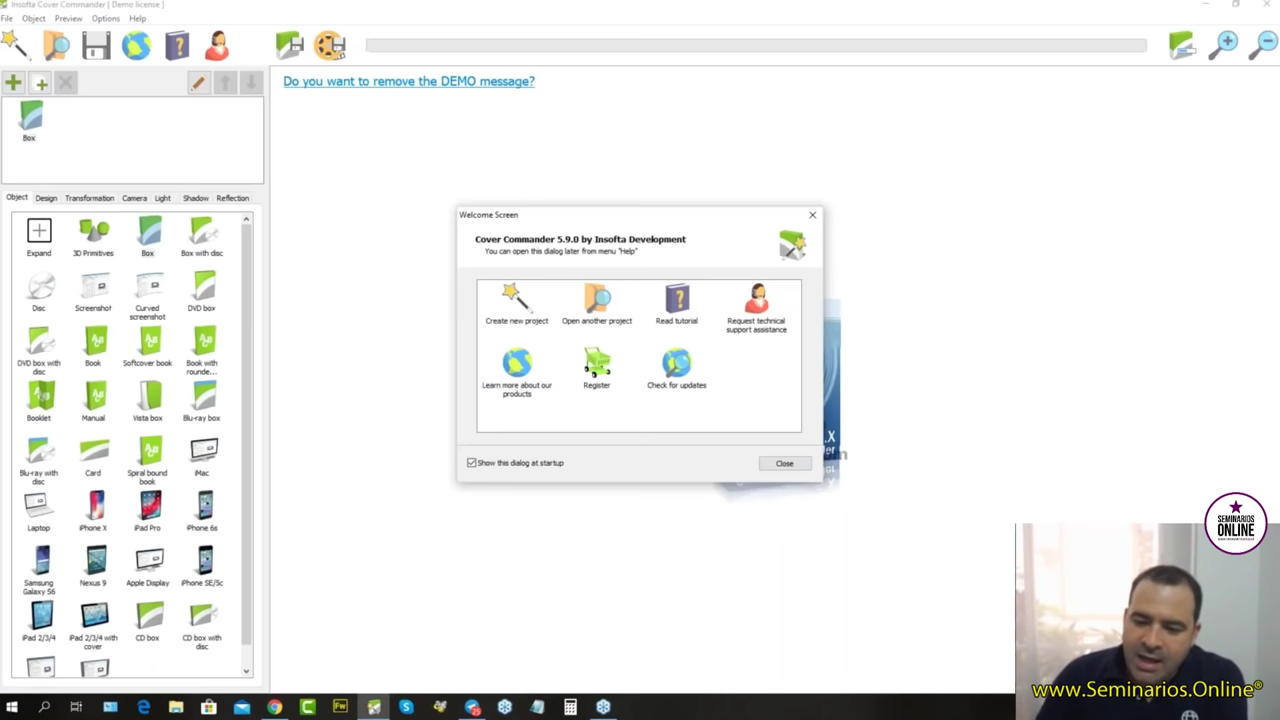 Insofta Cover Commander [ Demo license ]
File Object Preview Options Help
Do you want to remove the DEMO message?
Box
Object Design Transformation Camera Light Shadow Reflection
Expand 3D Primitives Box Box with disc
Disc Screenshot Curved screenshot DVD box
DVD box with disc Book Softcover book Book with rounde...
Booklet Manual Vista box Blu-ray box
Blu-ray with disc Card Spiral bound book iMac
Laptop iPhone X iPad Pro iPhone 6s
Samsung Galaxy S6 Nexus 9 Apple Display iPhone SE/5c
iPad 2/3/4 iPad 2/3/4 with cover CD box CD box with disc
Welcome Screen
Cover Commander 5.9.0 by Insofta Development
You can open this dialog later from menu "Help"
Create new project Open another project Read tutorial Request technical support assistance
Learn more about our products Register Check for updates
Show this dialog at startup
Close
SEMINARIOS
ONLINE
www.Seminarios.Online®